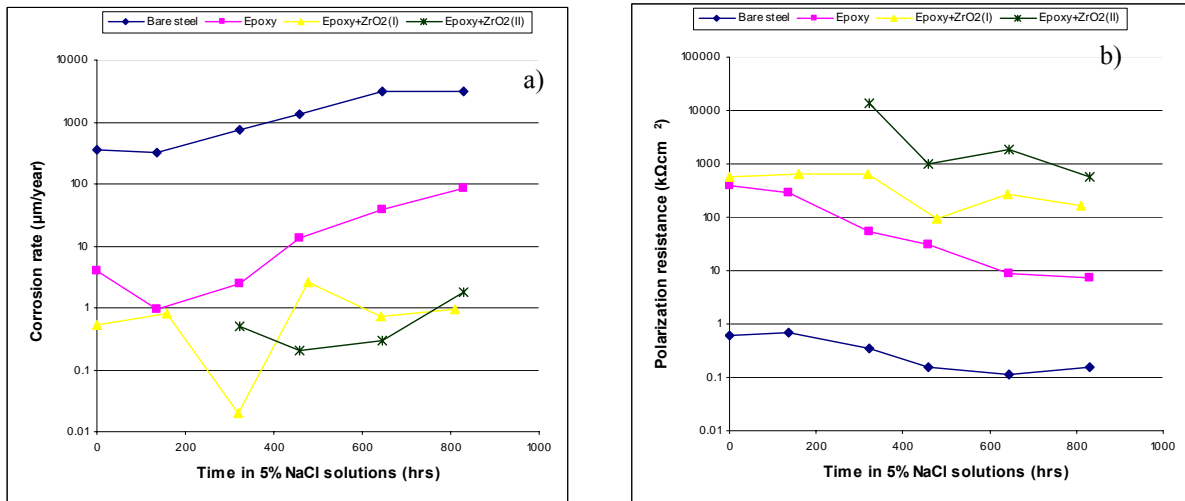 Bare steel Epoxy Epoxy+ZrO2(I) Epoxy+ZrO2(II)
a)
10000
1000
100
10
1
0.1
0.01
Corrosion rate (µm/year)
0 200 400 600 800 1000
Time in 5% NaCl solutions (hrs)
Bare steel Epoxy Epoxy+ZrO2(I) Epoxy+ZrO2(II)
b)
100000
10000
1000
100
10
1
0.1
0.01
Polarization resistance (kΩcm²)
0 200 400 600 800 1000
Time in 5% NaCl solutions (hrs)